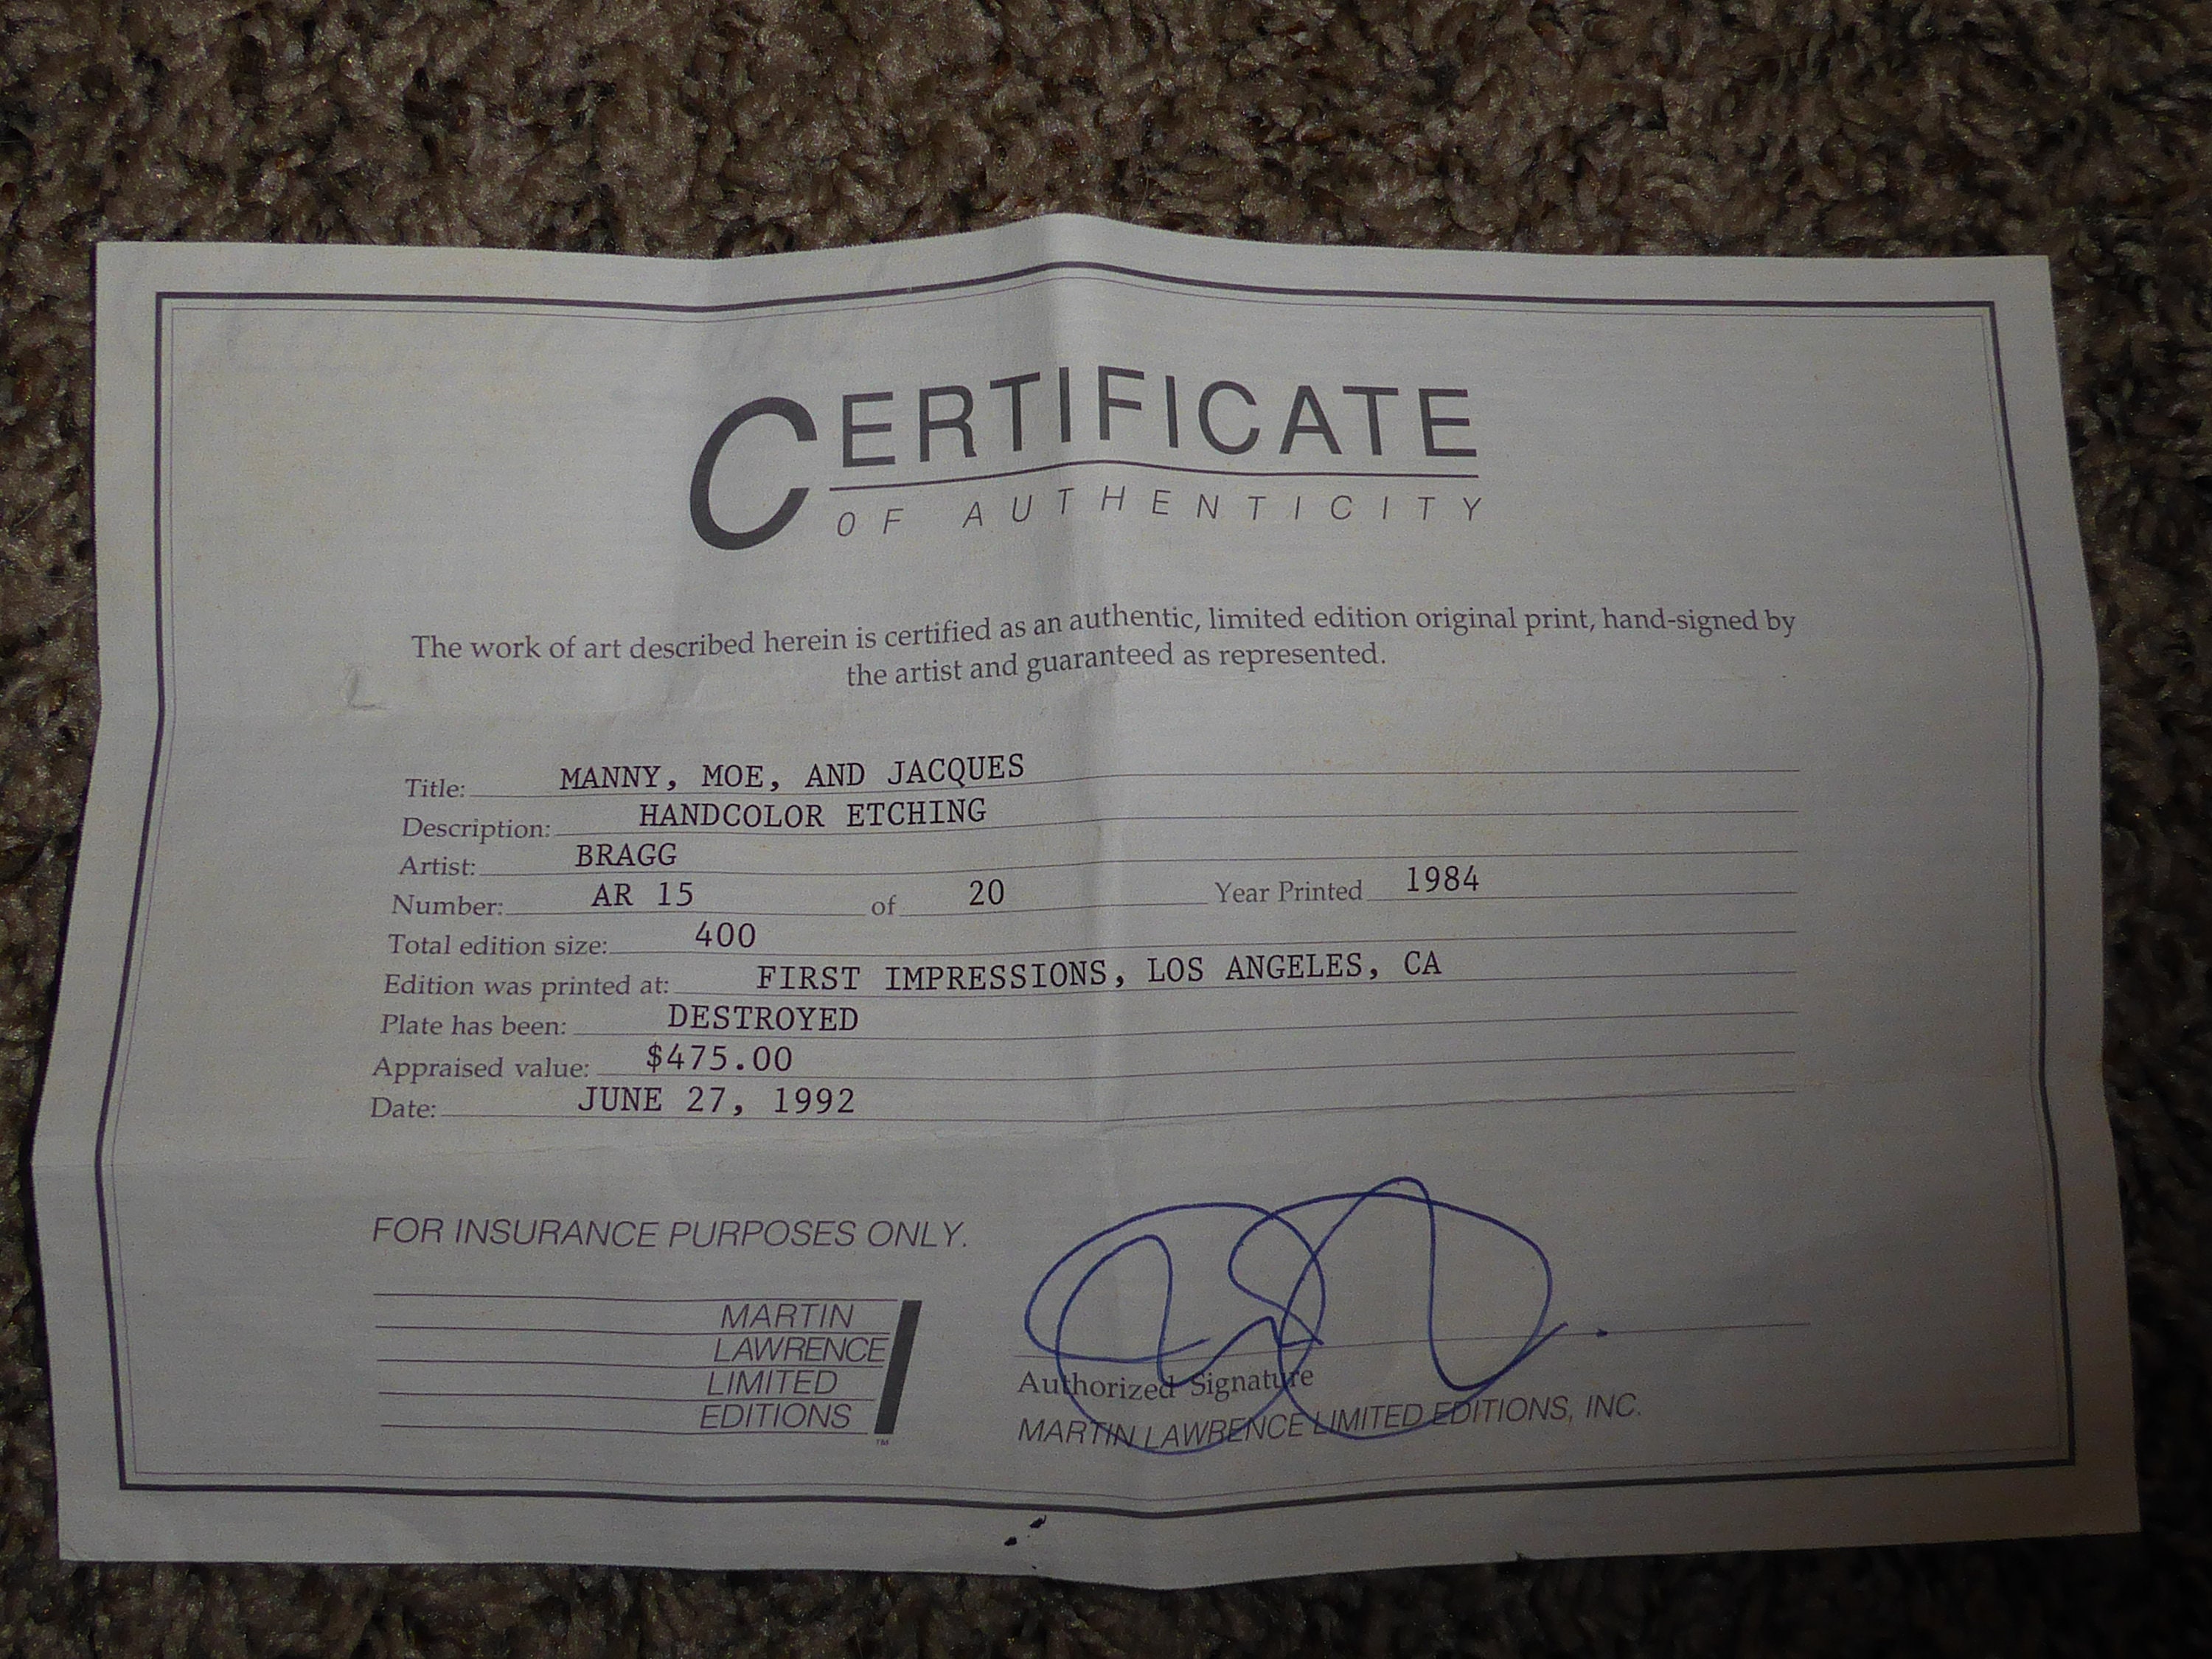 CERTIFICATE
OF AUTHENTICITY
The work of art described herein is certified as an authentic, limited edition original print, hand-signed by
the artist and guaranteed as represented.
Title: MANNY, MOE, AND JACQUES
Description: HANDCOLOR ETCHING
Artist: BRAGG
Number: AR 15 of 20 Year Printed 1984
Total edition size: 400
Edition was printed at: FIRST IMPRESSIONS, LOS ANGELES, CA
Plate has been: DESTROYED
Appraised value: $475.00
Date: JUNE 27, 1992
FOR INSURANCE PURPOSES ONLY.
MARTIN
LAWRENCE
LIMITED
EDITIONS
TM
Authorized Signature
MARTIN LAWRENCE LIMITED EDITIONS, INC.